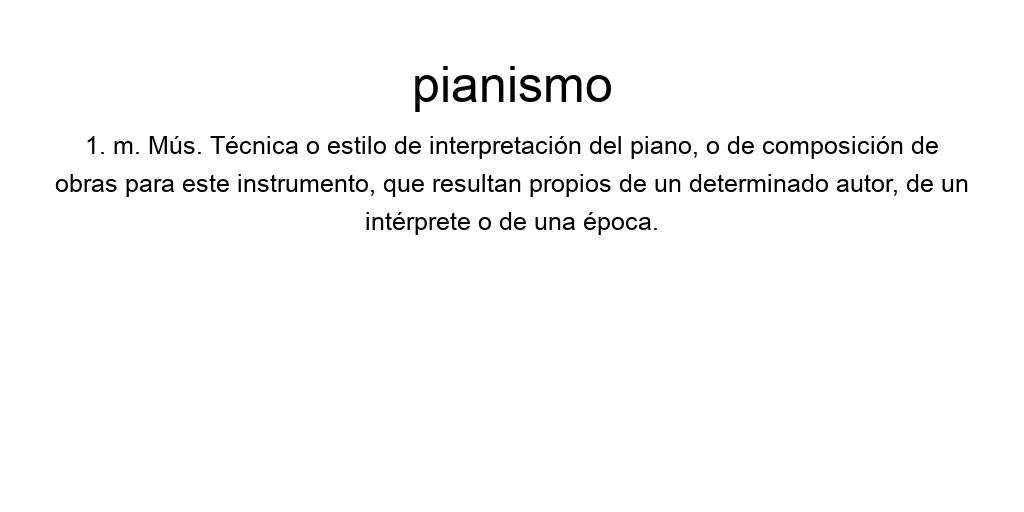 pianismo
1. m. Mús. Técnica o estilo de interpretación del piano, o de composición de
obras para este instrumento, que resultan propios de un determinado autor, de un
intérprete o de una época.